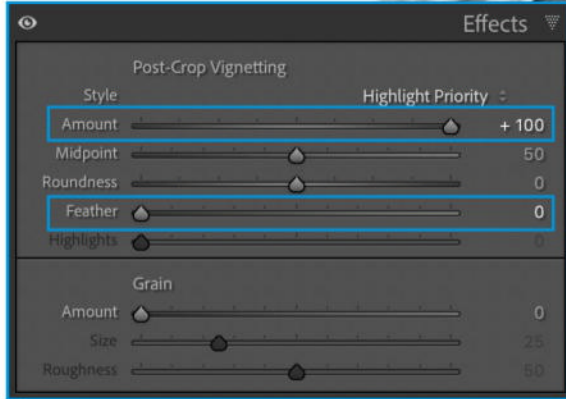 Effects
Post-Crop Vignetting
Style Highlight Priority
Amount + 100
Midpoint 50
Roundness 0
Feather 0
Highlights 0
Grain
Amount 0
Size 25
Roughness 50